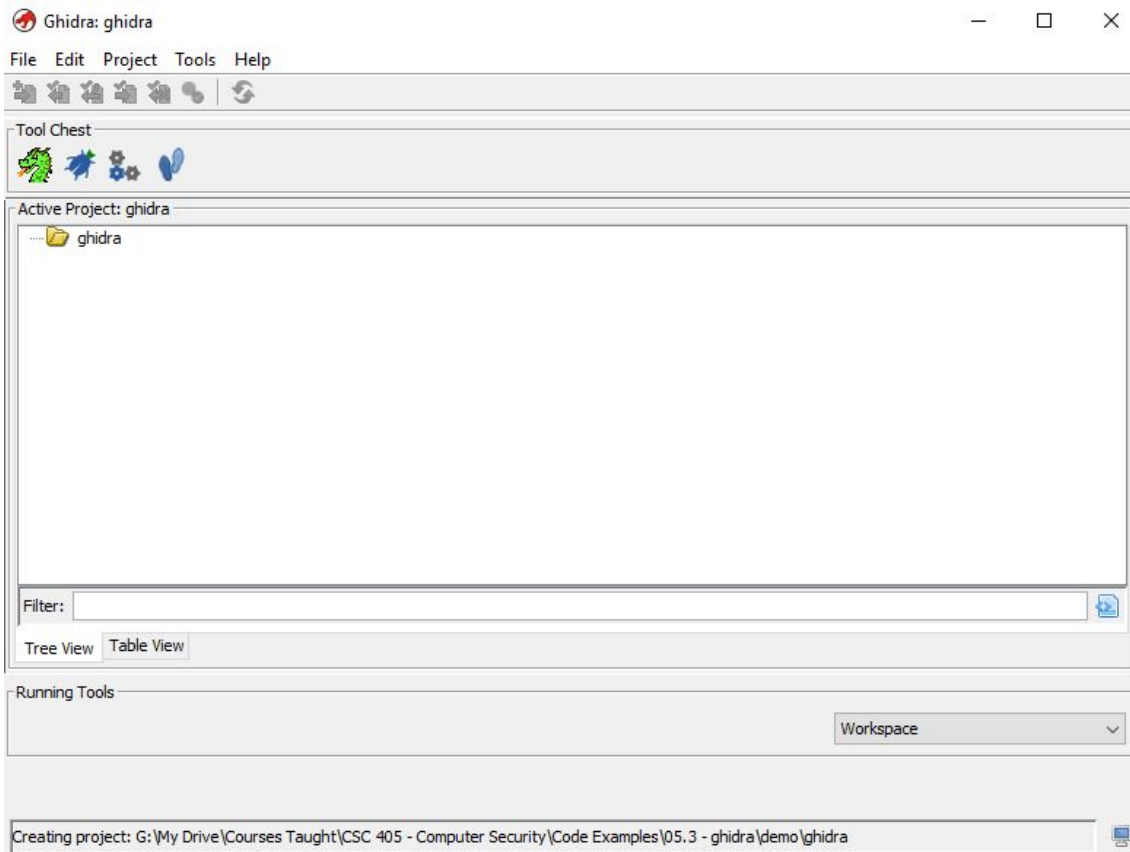 Ghidra: ghidra
File Edit Project Tools Help
Tool Chest
Active Project: ghidra
ghidra
Filter:
Tree View Table View
Running Tools
Workspace
Creating project: G:\My Drive\Courses Taught\CSC 405 - Computer Security\Code Examples\05.3 - ghidra\demo\ghidra